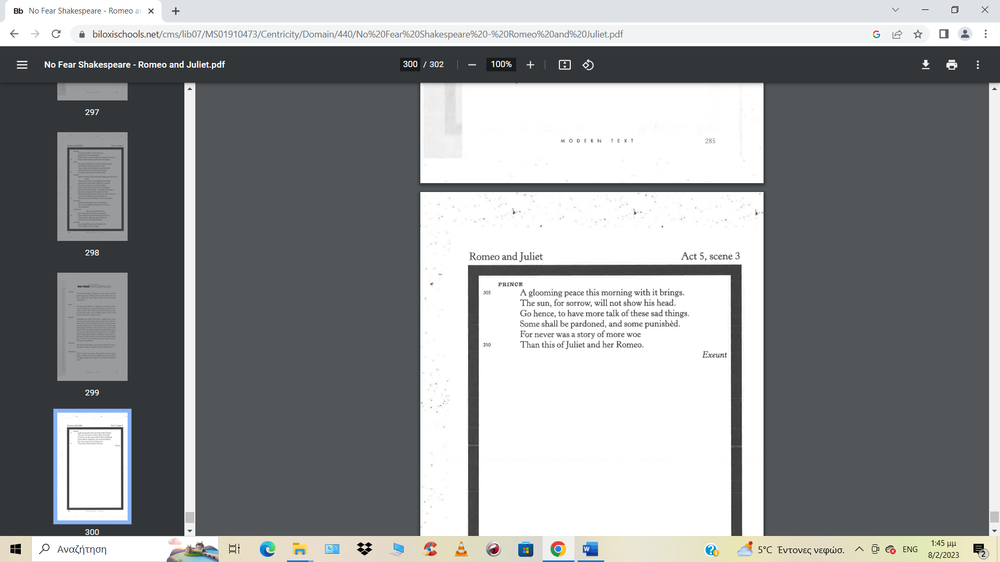 Bb No Fear Shakespeare - Romeo an
biloxischools.net/cms/lib07/MS01910473/Centricity/Domain/440/No%20Fear%20Shakespeare%20-%20Romeo%20and%20Juliet.pdf
No Fear Shakespeare - Romeo and Juliet.pdf
300 / 302
100%
297
298
299
300
MODERN TEXT 285
Romeo and Juliet Act 5, scene 3
PRINCE
305 A glooming peace this morning with it brings.
The sun, for sorrow, will not show his head.
Go hence, to have more talk of these sad things.
Some shall be pardoned, and some punishèd.
For never was a story of more woe
310 Than this of Juliet and her Romeo.
Exeunt
Αναζήτηση
5°C Έντονες νεφώσ.
ENG
1:45 μμ
8/2/2023
2